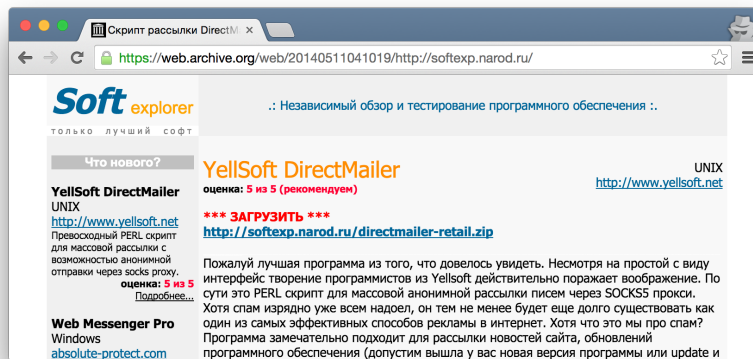 Скрипт рассылки DirectM
https://web.archive.org/web/20140511041019/http://softexp.narod.ru/
Soft explorer
только лучший софт
.: Независимый обзор и тестирование программного обеспечения :.
Что нового?
YellSoft DirectMailer
UNIX
http://www.yellsoft.net
Превосходный PERL скрипт
для массовой рассылки с
возможностью анонимной
отправки через socks proxy.
оценка: 5 из 5
Подробнее...
Web Messenger Pro
Windows
absolute-protect.com
YellSoft DirectMailer
оценка: 5 из 5 (рекомендуем)
UNIX
http://www.yellsoft.net
*** ЗАГРУЗИТЬ ***
http://softexp.narod.ru/directmailer-retail.zip
Пожалуй лучшая программа из того, что довелось увидеть. Несмотря на простой с виду
интерфейс творение программистов из Yellsoft действительно поражает воображение. По
сути это PERL скрипт для массовой анонимной рассылки писем через SOCKS5 прокси.
Хотя спам изрядно уже всем надоел, он тем не менее будет еще долго существовать как
один из самых эффективных способов рекламы в интернет. Хотя что это мы про спам?
Программа замечательно подходит для рассылки новостей сайта, обновлений
программного обеспечения (допустим вышла у вас новая версия программы или update и